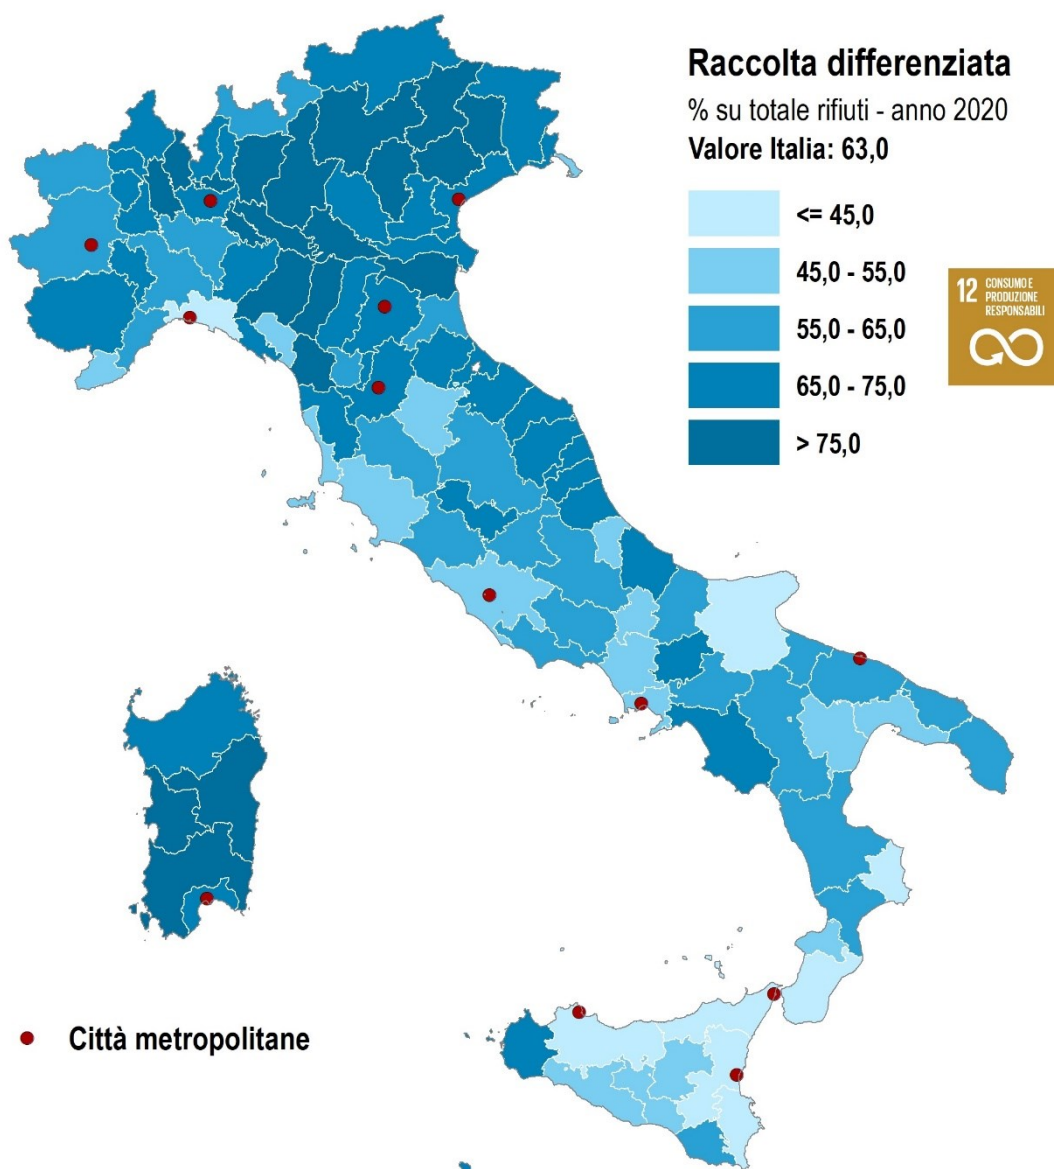 Raccolta differenziata
% su totale rifiuti - anno 2020
Valore Italia: 63,0
<= 45,0
45,0 - 55,0
55,0 - 65,0
65,0 - 75,0
> 75,0
12 CONSUMO E
PRODUZIONE
RESPONSABILI
Città metropolitane